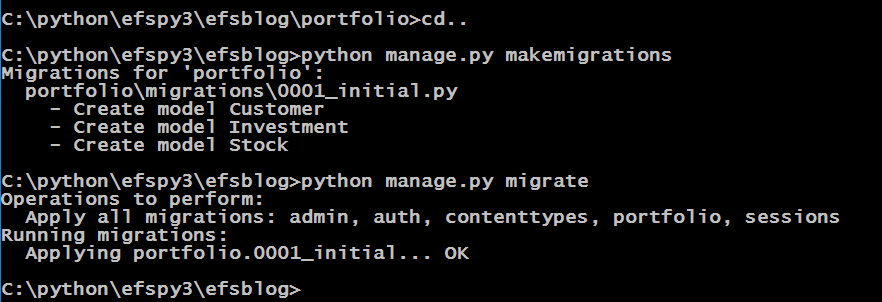 C:\python\efspy3\efsblog\portfolio>cd..
C:\python\efspy3\efsblog>python manage.py makemigrations
Migrations for 'portfolio':
  portfolio\migrations\0001_initial.py
    - Create model Customer
    - Create model Investment
    - Create model Stock
C:\python\efspy3\efsblog>python manage.py migrate
Operations to perform:
  Apply all migrations: admin, auth, contenttypes, portfolio, sessions
Running migrations:
  Applying portfolio.0001_initial... OK
C:\python\efspy3\efsblog>